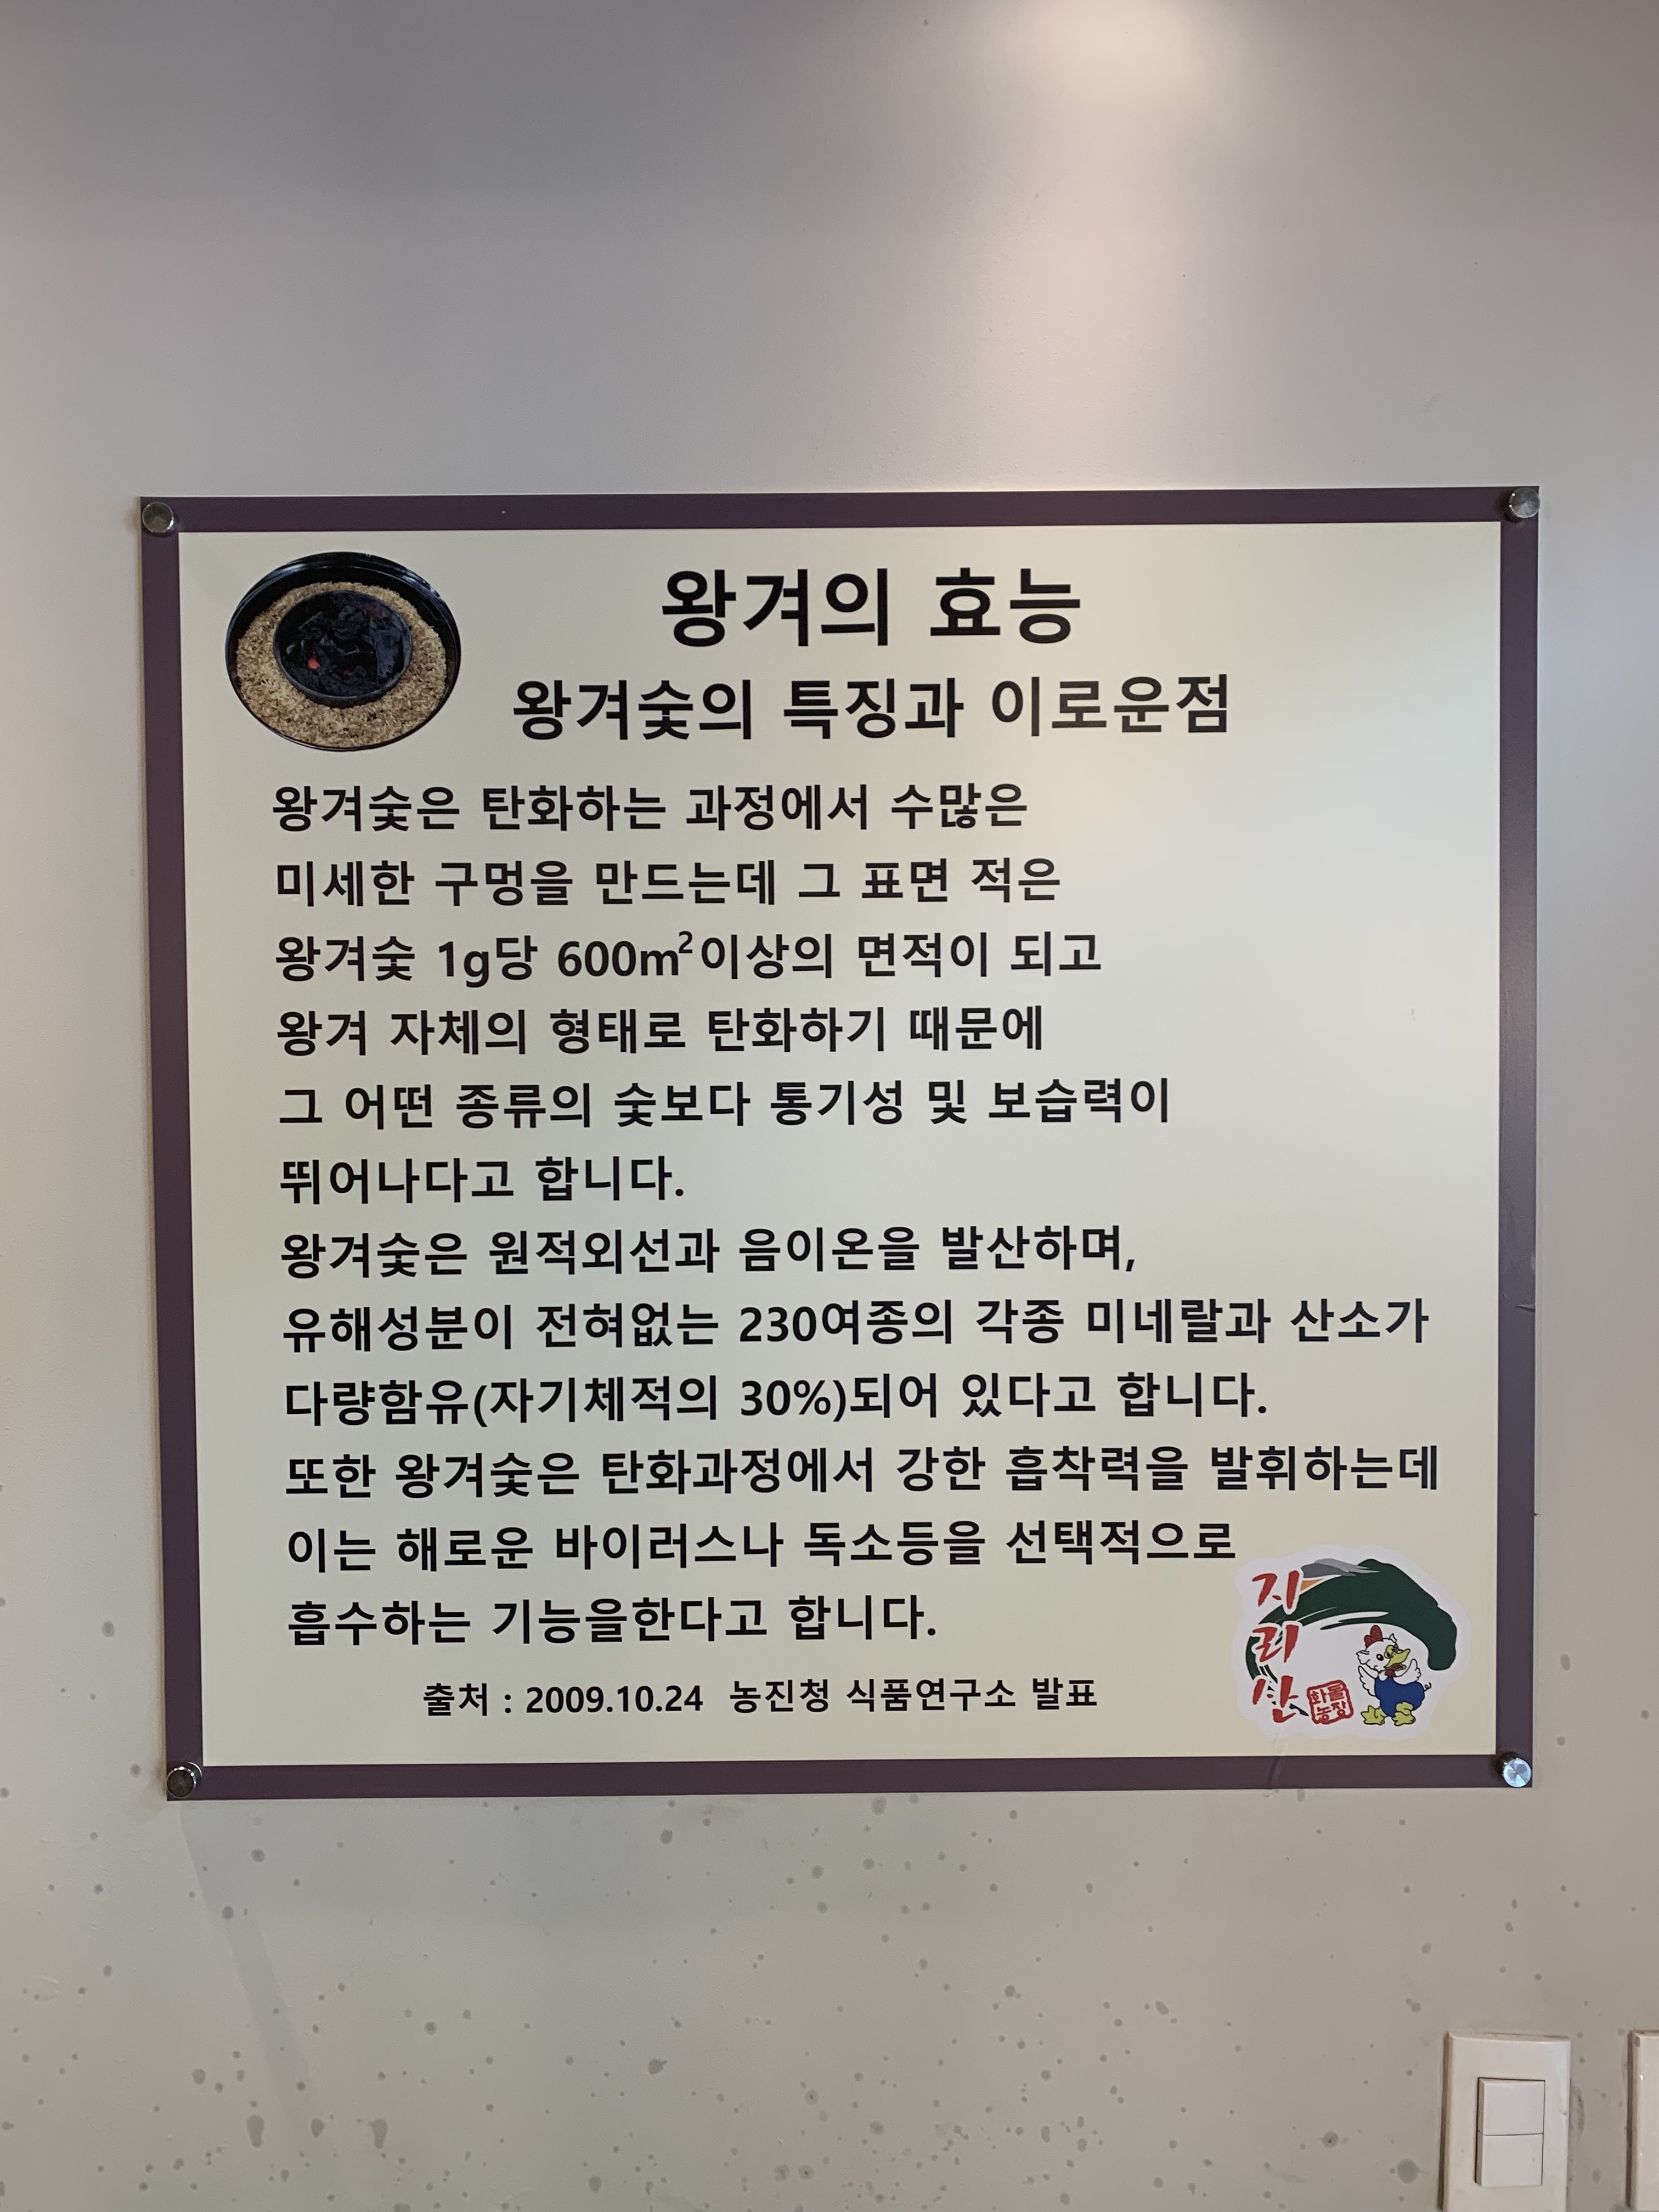 왕겨의 효능
왕겨숯의 특징과 이로운점
왕겨숯은 탄화하는 과정에서 수많은
미세한 구멍을 만드는데 그 표면 적은
왕겨숯 1g당 600m²이상의 면적이 되고
왕겨 자체의 형태로 탄화하기 때문에
그 어떤 종류의 숯보다 통기성 및 보습력이
뛰어나다고 합니다.
왕겨숯은 원적외선과 음이온을 발산하며,
유해성분이 전혀없는 230여종의 각종 미네랄과 산소가
다량함유(자기체적의 30%)되어 있다고 합니다.
또한 왕겨숯은 탄화과정에서 강한 흡착력을 발휘하는데
이는 해로운 바이러스나 독소등을 선택적으로
흡수하는 기능을한다고 합니다.
출처 : 2009.10.24 농진청 식품연구소 발표
지리산
농장